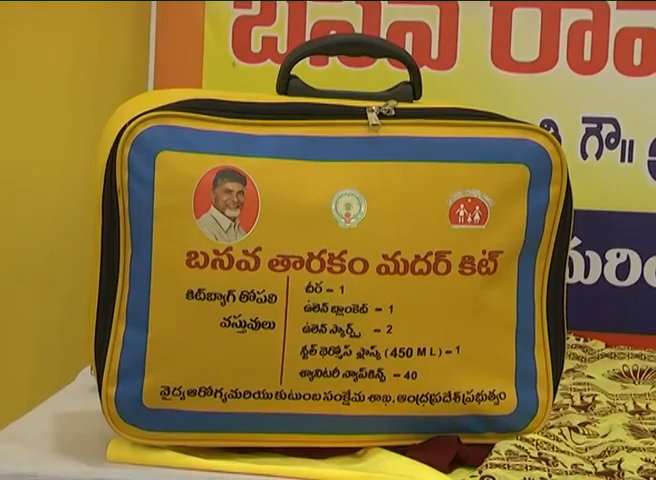 బసవ రామ
గౌ||
బసవ తారకం మదర్ కిట్
కిట్‌బ్యాగ్ లోపలి
వస్తువులు
చీర - 1
ఉలెన్ బ్లాంకెట్ - 1
ఉలెన్ స్కార్ఫ్స్ - 2
స్టీల్ థెర్మోస్ ఫ్లాస్క్ (450 ML) - 1
శ్యానిటరీ న్యాప్‌కిన్స్ - 40
వైద్య ఆరోగ్య మరియు కుటుంబ సంక్షేమ శాఖ, ఆంధ్రప్రదేశ్ ప్రభుత్వం